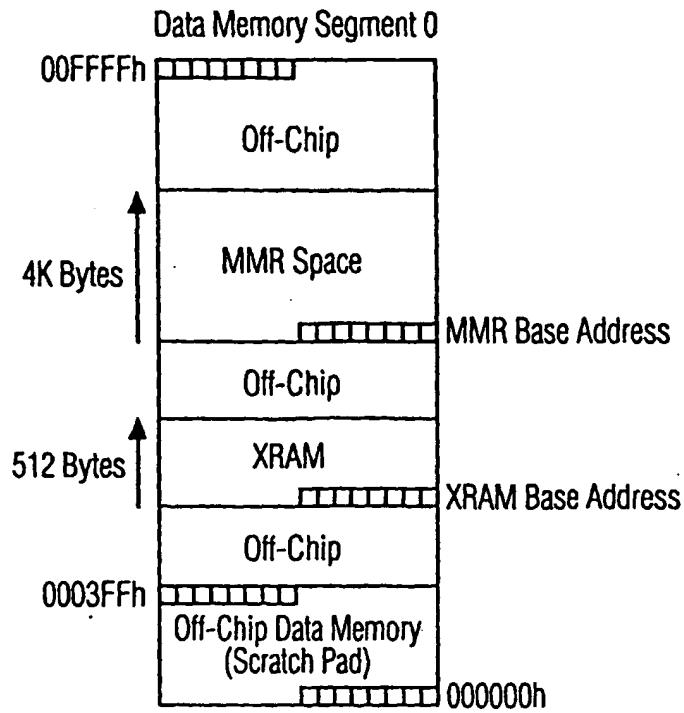 Data Memory Segment 0
00FFFFh
Off-Chip
4K Bytes
MMR Space
MMR Base Address
Off-Chip
512 Bytes
XRAM
XRAM Base Address
Off-Chip
0003FFh
Off-Chip Data Memory
(Scratch Pad)
000000h